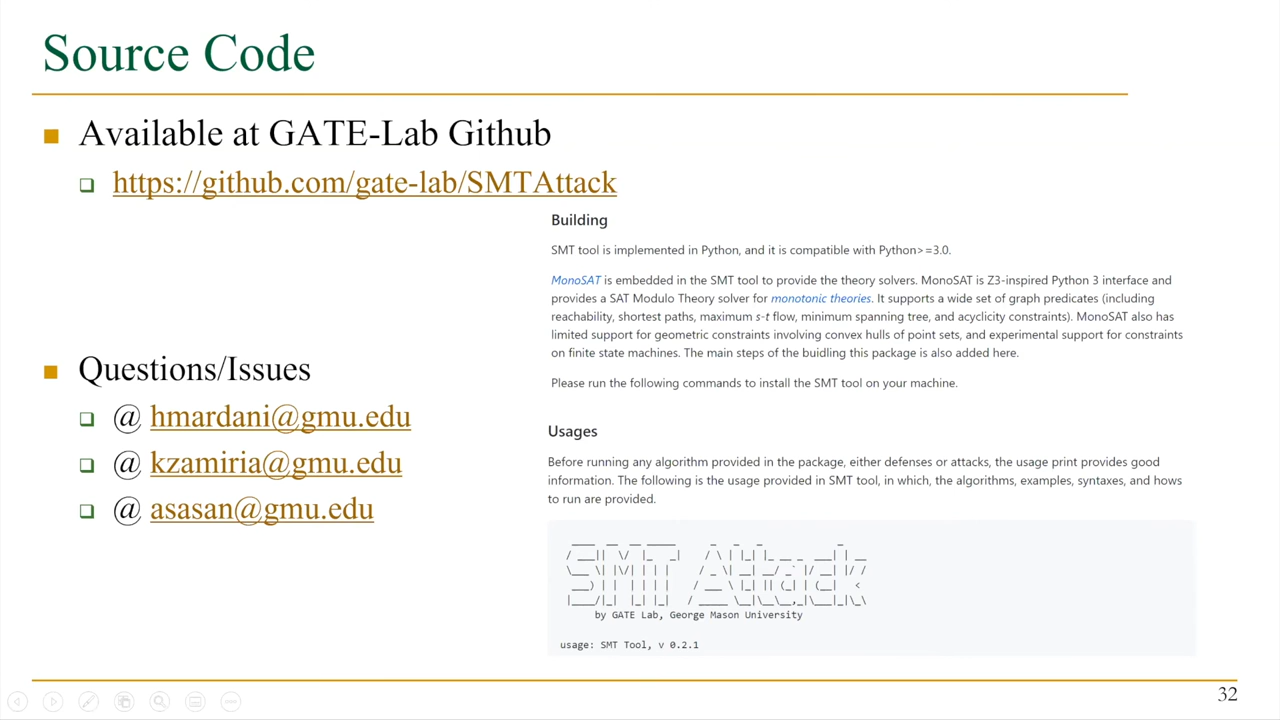 Source Code
Available at GATE-Lab Github
https://github.com/gate-lab/SMTAttack
Building
SMT tool is implemented in Python, and it is compatible with Python>=3.0.
MonoSAT is embedded in the SMT tool to provide the theory solvers. MonoSAT is Z3-inspired Python 3 interface and
provides a SAT Modulo Theory solver for monotonic theories. It supports a wide set of graph predicates (including
reachability, shortest paths, maximum s-t flow, minimum spanning tree, and acyclicity constraints). MonoSAT also has
limited support for geometric constraints involving convex hulls of point sets, and experimental support for constraints
on finite state machines. The main steps of the buidling this package is also added here.
Please run the following commands to install the SMT tool on your machine.
Questions/Issues
@ hmardani@gmu.edu
@ kzamiria@gmu.edu
@ asasan@gmu.edu
Usages
Before running any algorithm provided in the package, either defenses or attacks, the usage print provides good
information. The following is the usage provided in SMT tool, in which, the algorithms, examples, syntaxes, and hows
to run are provided.
SMT Attack
by GATE Lab, George Mason University
usage: SMT Tool, v 0.2.1
32